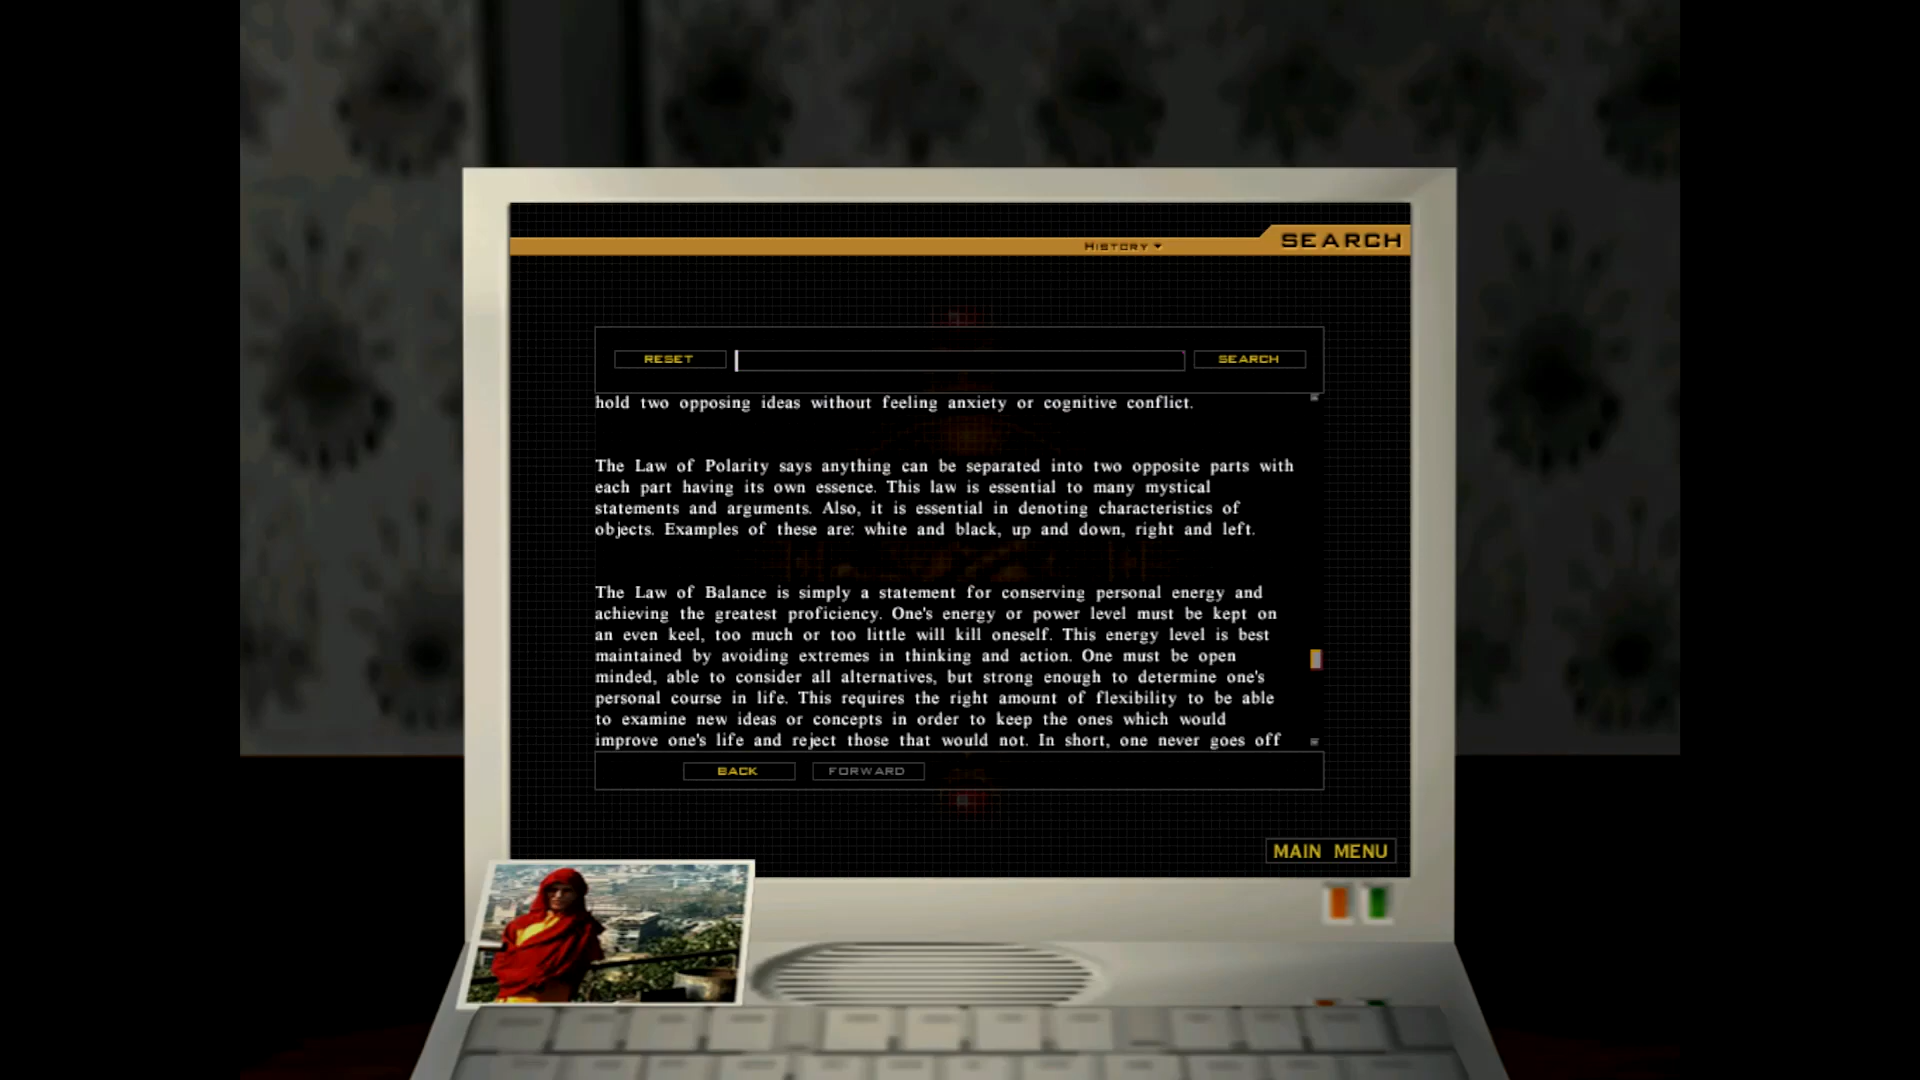 HISTORY
SEARCH
RESET
SEARCH
hold two opposing ideas without feeling anxiety or cognitive conflict.
The Law of Polarity says anything can be separated into two opposite parts with
each part having its own essence. This law is essential to many mystical
statements and arguments. Also, it is essential in denoting characteristics of
objects. Examples of these are: white and black, up and down, right and left.
The Law of Balance is simply a statement for conserving personal energy and
achieving the greatest proficiency. One's energy or power level must be kept on
an even keel, too much or too little will kill oneself. This energy level is best
maintained by avoiding extremes in thinking and action. One must be open
minded, able to consider all alternatives, but strong enough to determine one's
personal course in life. This requires the right amount of flexibility to be able
to examine new ideas or concepts in order to keep the ones which would
improve one's life and reject those that would not. In short, one never goes off
BACK
FORWARD
MAIN MENU